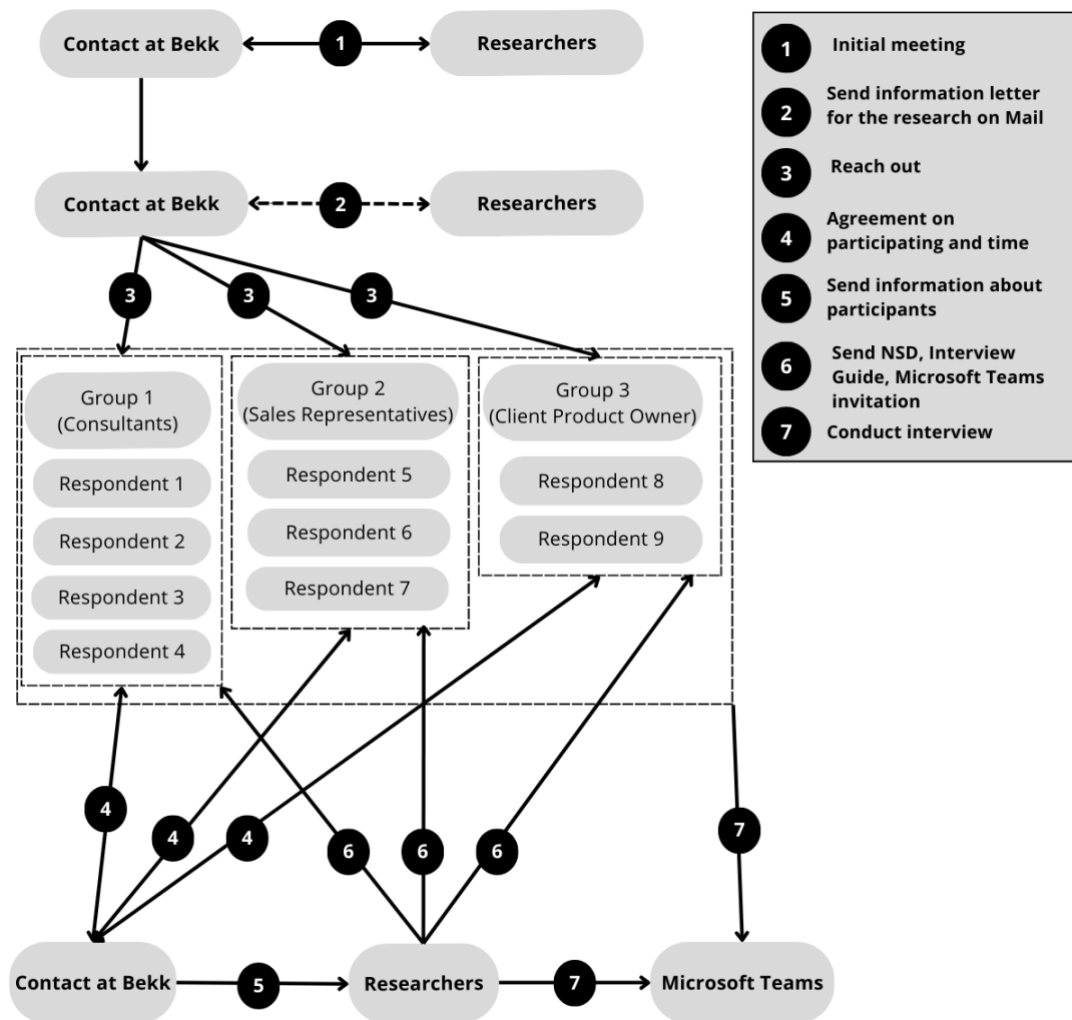 Contact at Bekk
1
Researchers
Contact at Bekk
2
Researchers
3
3
3
Group 1
(Consultants)
Respondent 1
Respondent 2
Respondent 3
Respondent 4
Group 2
(Sales Representatives)
Respondent 5
Respondent 6
Respondent 7
Group 3
(Client Product Owner)
Respondent 8
Respondent 9
4
4
4
6
6
6
7
Contact at Bekk
5
Researchers
7
Microsoft Teams
1
Initial meeting
2
Send information letter
for the research on Mail
3
Reach out
4
Agreement on
participating and time
5
Send information about
participants
6
Send NSD, Interview
Guide, Microsoft Teams
invitation
7
Conduct interview